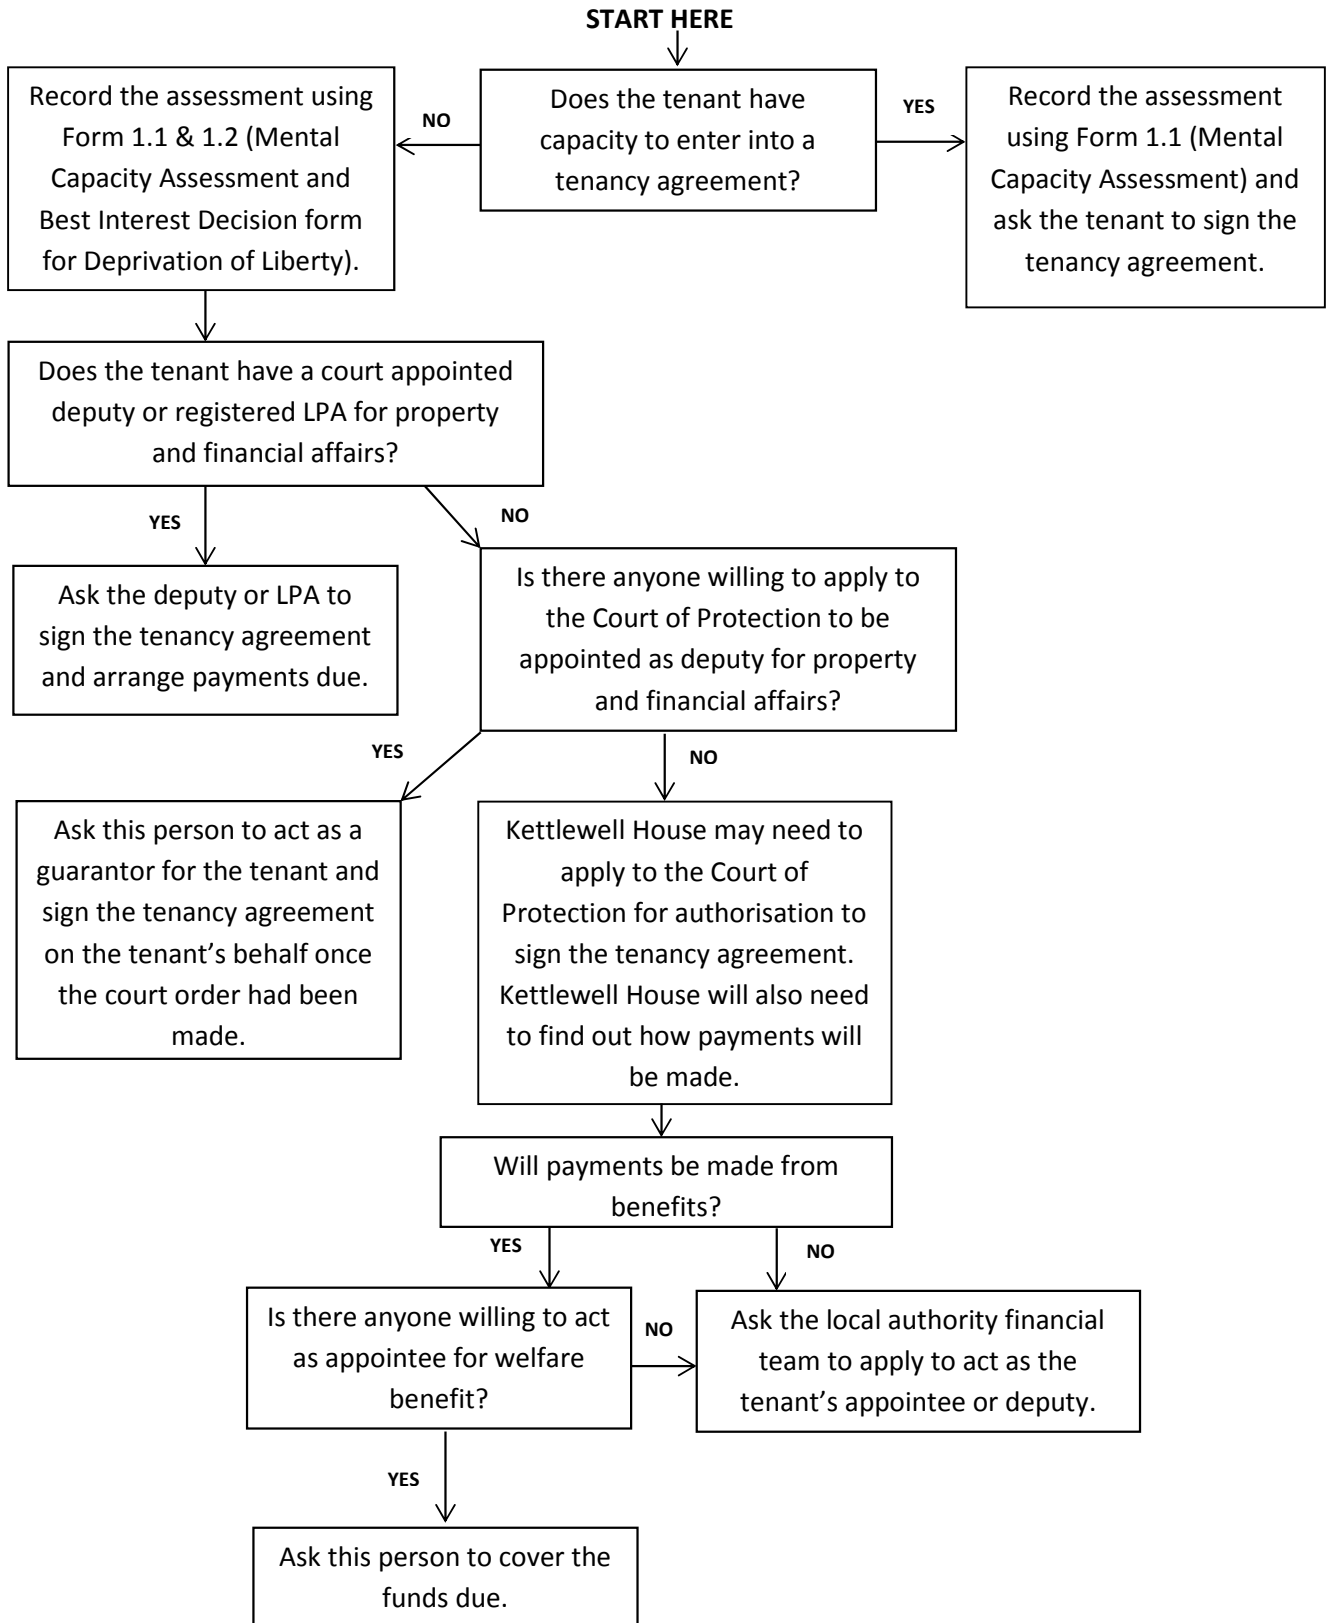 START HERE
Does the tenant have
capacity to enter into a
tenancy agreement?
NO
YES
Record the assessment using
Form 1.1 & 1.2 (Mental
Capacity Assessment and
Best Interest Decision form
for Deprivation of Liberty).
Record the assessment
using Form 1.1 (Mental
Capacity Assessment) and
ask the tenant to sign the
tenancy agreement.
Does the tenant have a court appointed
deputy or registered LPA for property
and financial affairs?
YES
NO
Ask the deputy or LPA to
sign the tenancy agreement
and arrange payments due.
Is there anyone willing to apply to
the Court of Protection to be
appointed as deputy for property
and financial affairs?
YES
NO
Ask this person to act as a
guarantor for the tenant and
sign the tenancy agreement
on the tenant’s behalf once
the court order had been
made.
Kettlewell House may need to
apply to the Court of
Protection for authorisation to
sign the tenancy agreement.
Kettlewell House will also need
to find out how payments will
be made.
Will payments be made from
benefits?
YES
NO
Is there anyone willing to act
as appointee for welfare
benefit?
NO
Ask the local authority financial
team to apply to act as the
tenant’s appointee or deputy.
YES
Ask this person to cover the
funds due.